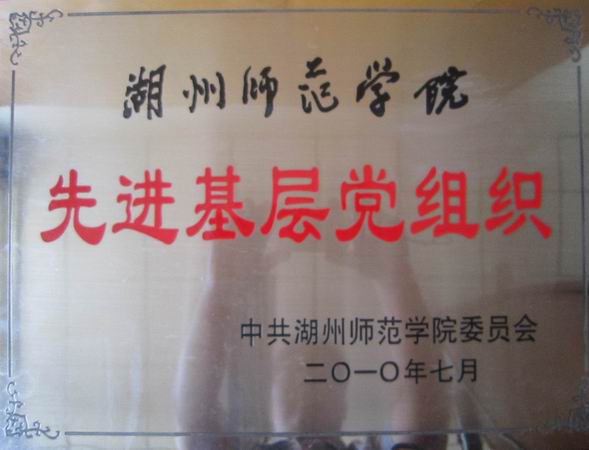 湖州师范学院
先进基层党组织
中共湖州师范学院委员会
二〇一〇年七月